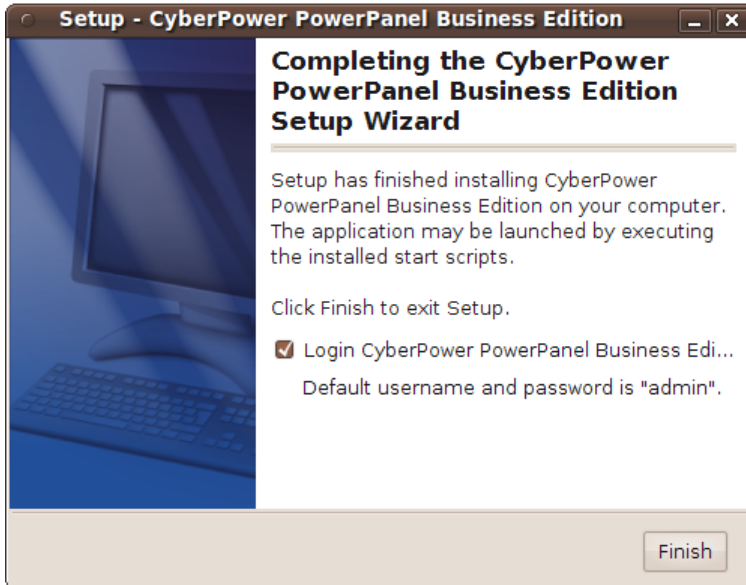 Setup - CyberPower PowerPanel Business Edition
Completing the CyberPower
PowerPanel Business Edition
Setup Wizard
Setup has finished installing CyberPower
PowerPanel Business Edition on your computer.
The application may be launched by executing
the installed start scripts.
Click Finish to exit Setup.
Login CyberPower PowerPanel Business Edi...
Default username and password is "admin".
Finish